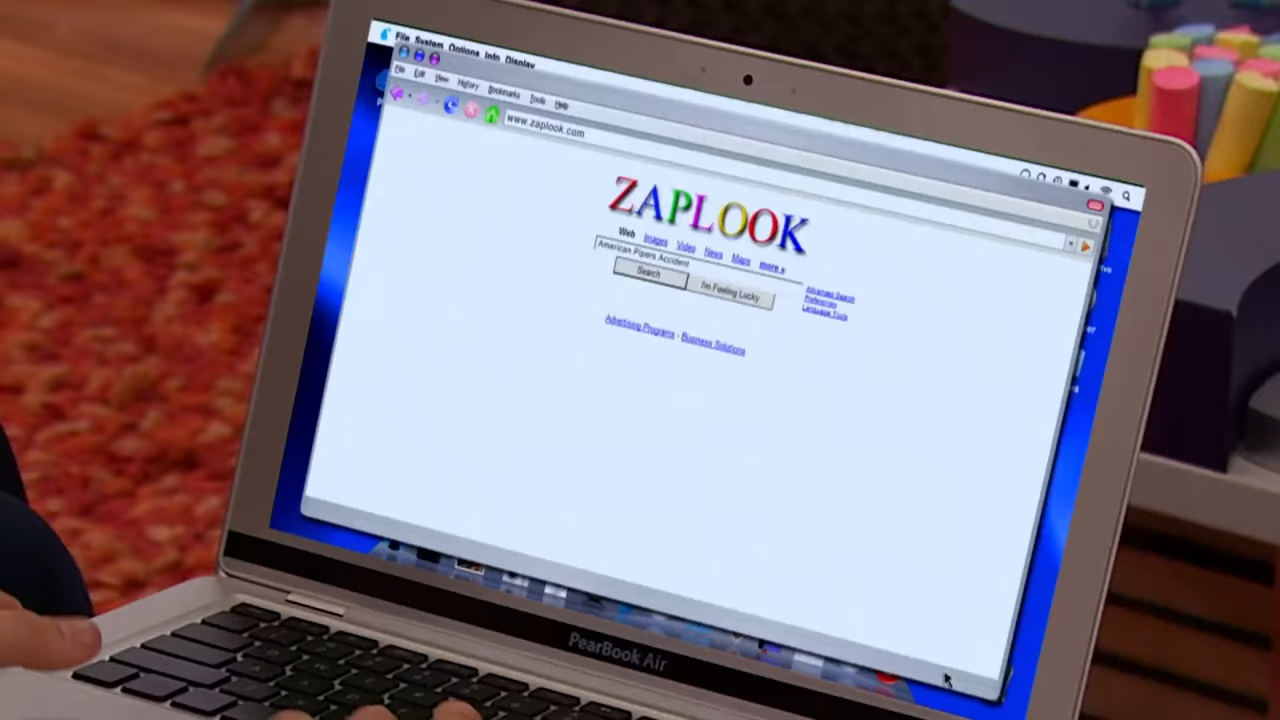 File System Options Info Display
File Edit View History Bookmarks Tools Help
www.zaplook.com
ZAPLOOK
Web Images Video News Maps more »
American Pipers Accident
Search I'm Feeling Lucky
Advanced Search
Preferences
Language Tools
Advertising Programs - Business Solutions
PearBook Air